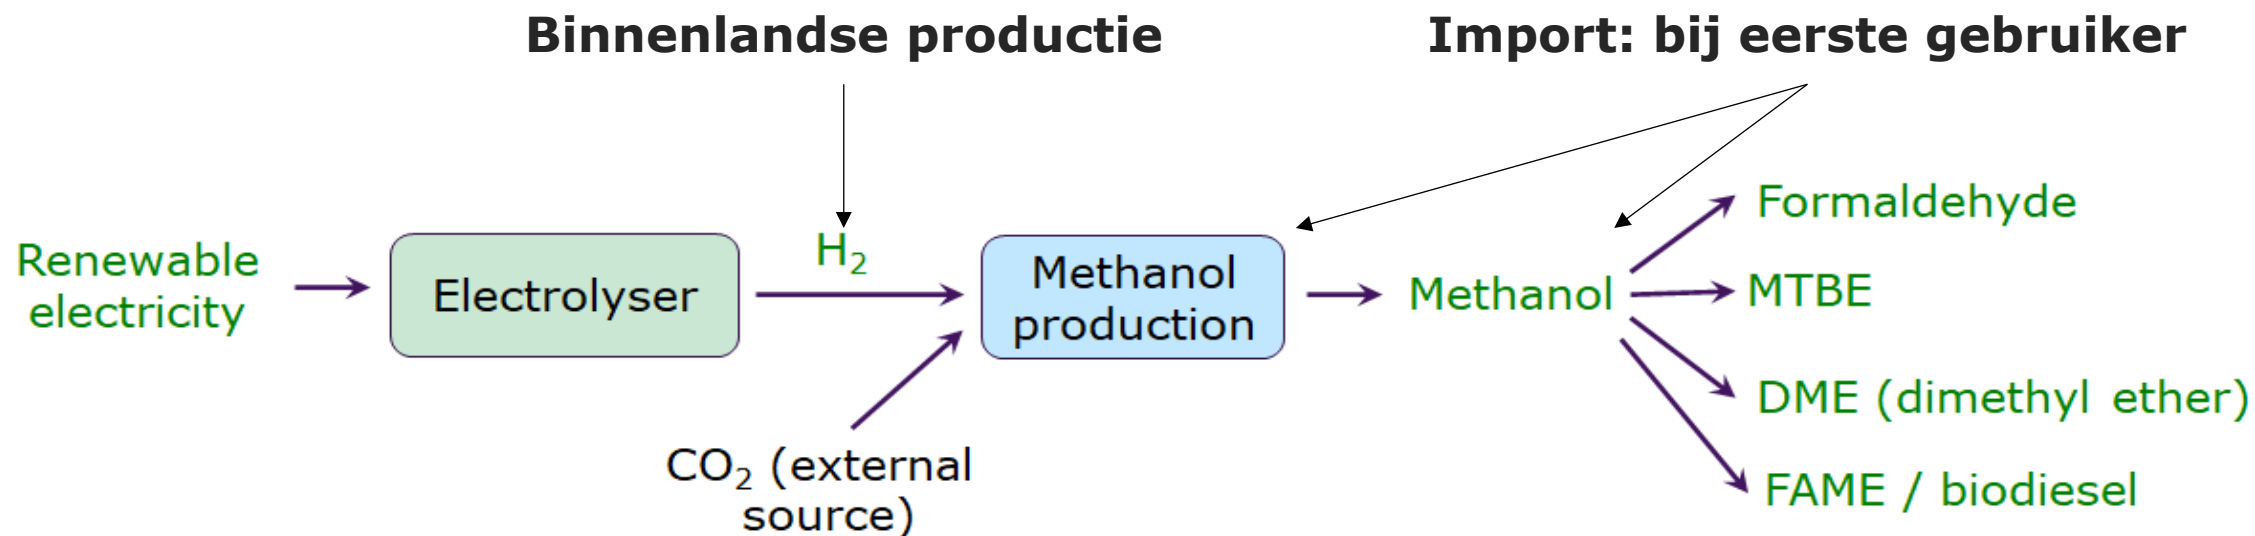 Binnenlandse productie
Import: bij eerste gebruiker
Renewable
electricity
Electrolyser
H₂
CO₂ (external
source)
Methanol
production
Methanol
Formaldehyde
MTBE
DME (dimethyl ether)
FAME / biodiesel